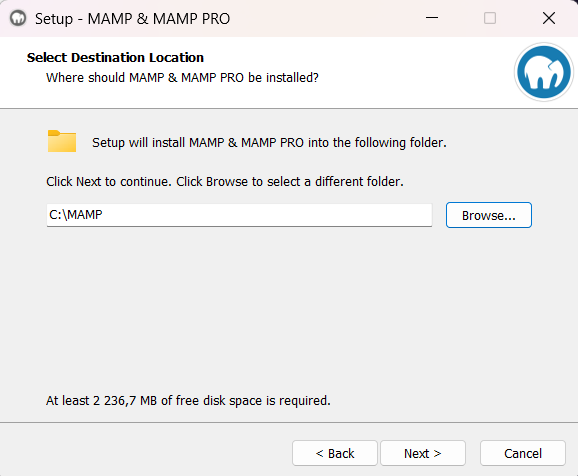 Setup - MAMP & MAMP PRO
Select Destination Location
Where should MAMP & MAMP PRO be installed?
Setup will install MAMP & MAMP PRO into the following folder.
Click Next to continue. Click Browse to select a different folder.
C:\MAMP
Browse...
At least 2 236,7 MB of free disk space is required.
< Back
Next >
Cancel